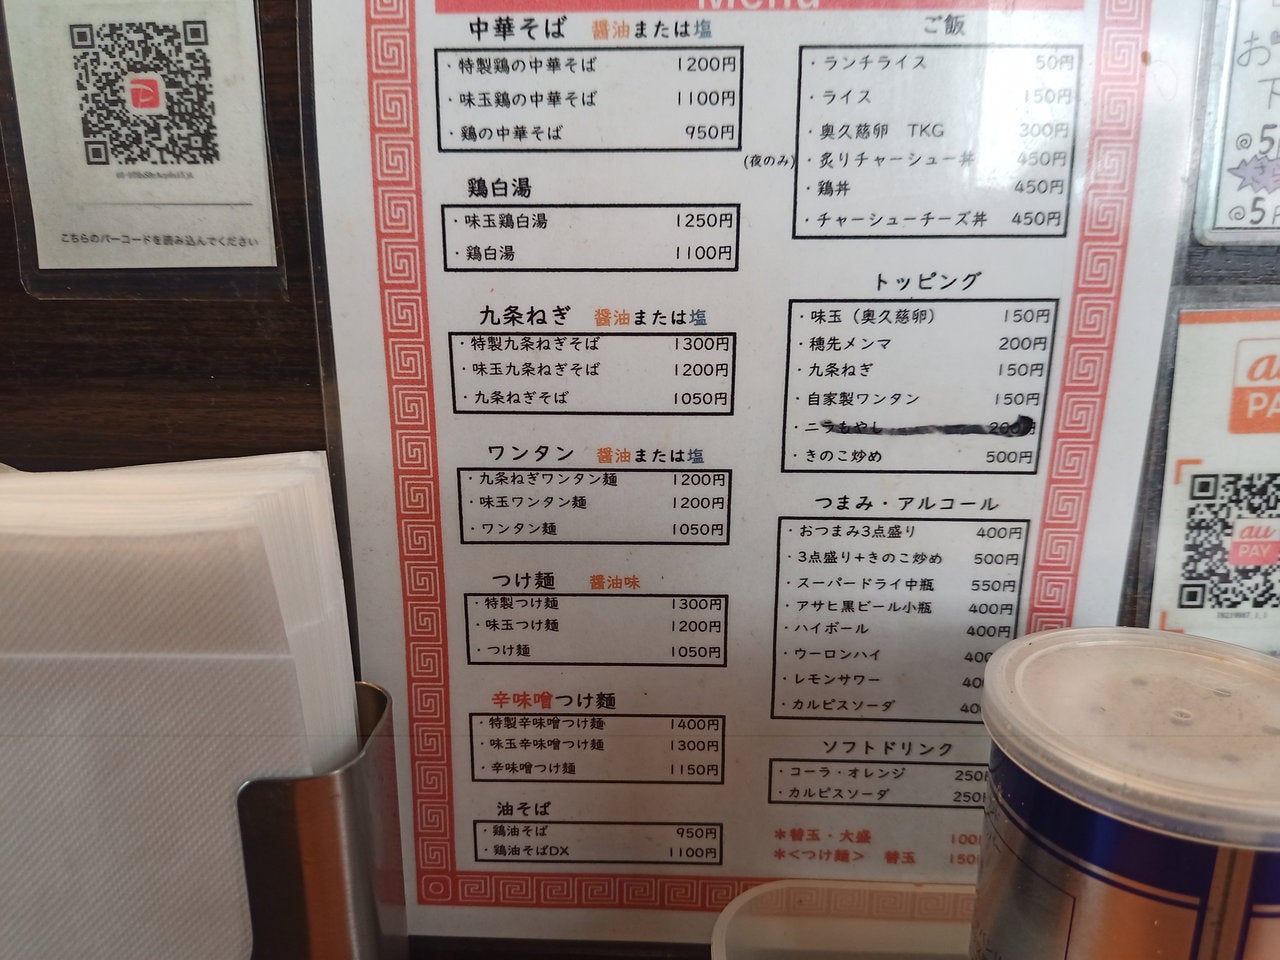 こちらのバーコードを読み込んでください
Menu
中華そば 醤油または塩
・特製鶏の中華そば 1200円
・味玉鶏の中華そば 1100円
・鶏の中華そば 950円
鶏白湯
・味玉鶏白湯 1250円
・鶏白湯 1100円
九条ねぎ 醤油または塩
・特製九条ねぎそば 1300円
・味玉九条ねぎそば 1200円
・九条ねぎそば 1050円
ワンタン 醤油または塩
・九条ねぎワンタン麺 1200円
・味玉ワンタン麺 1200円
・ワンタン麺 1050円
つけ麺 醤油味
・特製つけ麺 1300円
・味玉つけ麺 1200円
・つけ麺 1050円
辛味噌つけ麺
・特製辛味噌つけ麺 1400円
・味玉辛味噌つけ麺 1300円
・辛味噌つけ麺 1150円
油そば
・鶏油そば 950円
・鶏油そばDX 1100円
ご飯
・ランチライス 50円
・ライス 150円
・奥久慈卵 TKG 300円
(夜のみ)・炙りチャーシュー丼 450円
・鶏丼 450円
・チャーシューチーズ丼 450円
トッピング
・味玉（奥久慈卵） 150円
・穂先メンマ 200円
・九条ねぎ 150円
・自家製ワンタン 150円
・ニラもやし 200円
・きのこ炒め 500円
つまみ・アルコール
・おつまみ3点盛り 400円
・3点盛り+きのこ炒め 500円
・スーパードライ中瓶 550円
・アサヒ黒ビール小瓶 400円
・ハイボール 400円
・ウーロンハイ 400
・レモンサワー 40
・カルピスソーダ 40
ソフトドリンク
・コーラ・オレンジ 250
・カルピスソーダ 250
＊替玉・大盛 100
＊<つけ麺> 替玉 150
au
PAY
au
PAY